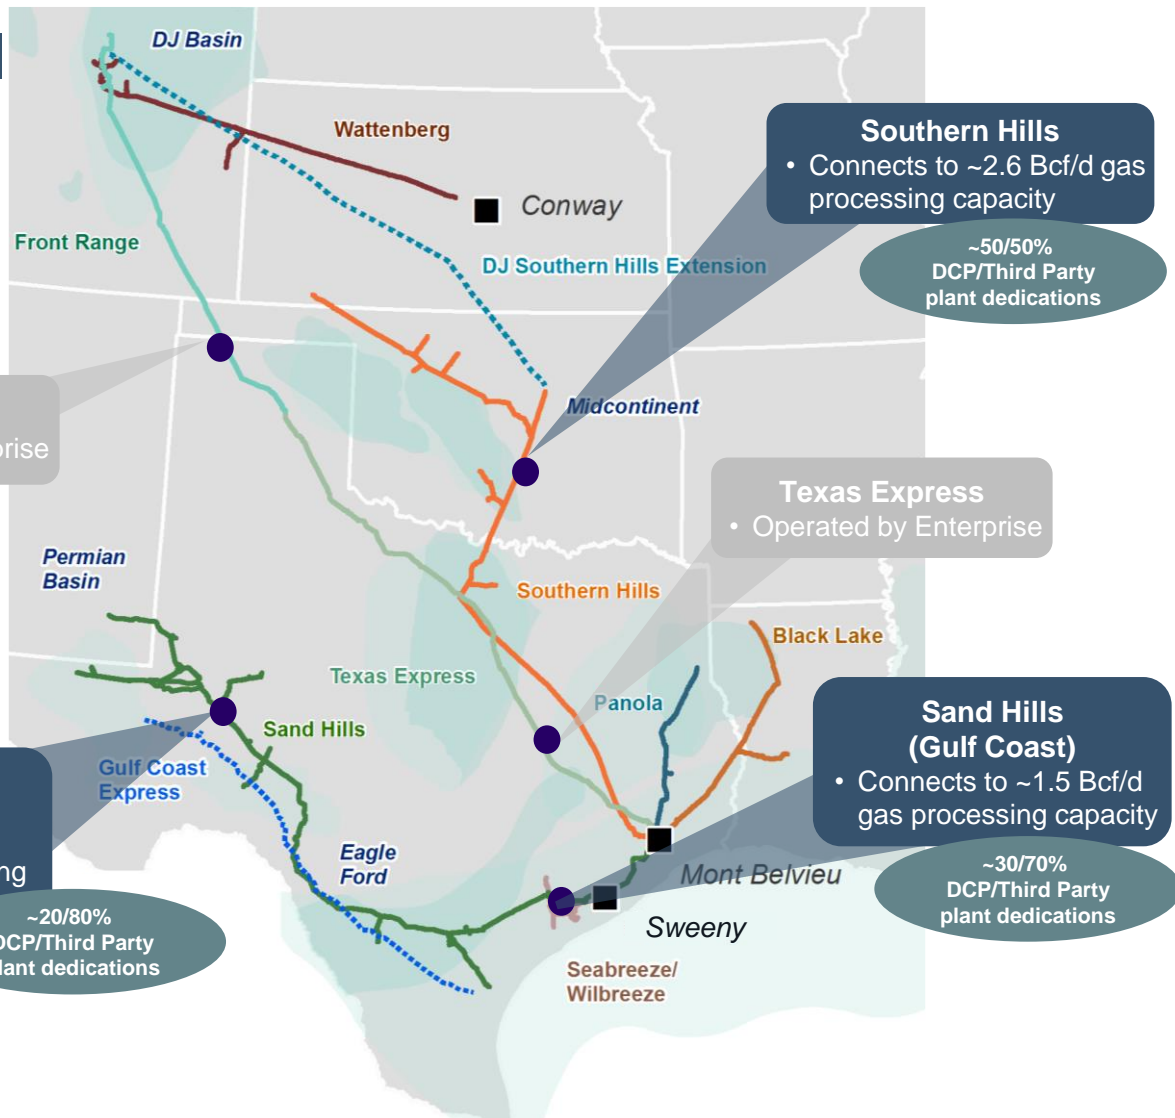 DJ Basin
Wattenberg
Southern Hills
• Connects to ~2.6 Bcf/d gas
processing capacity
~50/50%
DCP/Third Party
plant dedications
Conway
Front Range
DJ Southern Hills Extension
Midcontinent
Texas Express
• Operated by Enterprise
Permian
Basin
Southern Hills
Black Lake
Texas Express
Panola
Sand Hills
Sand Hills
(Gulf Coast)
• Connects to ~1.5 Bcf/d
gas processing capacity
~30/70%
DCP/Third Party
plant dedications
Gulf Coast
Express
Eagle
Ford
Mont Belvieu
Sweeny
~20/80%
DCP/Third Party
plant dedications
Seabreeze/
Wilbreeze